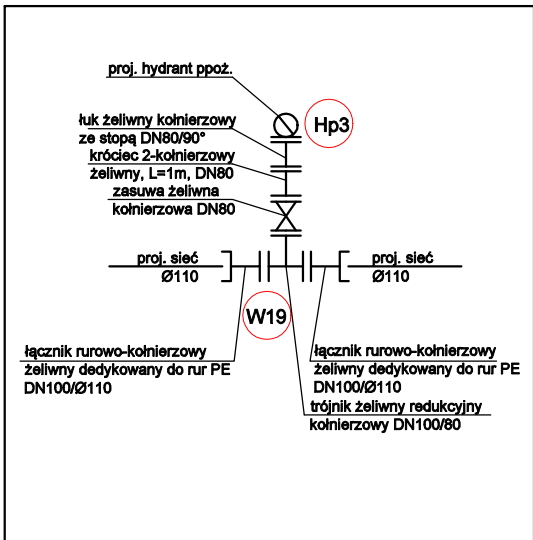 proj. hydrant ppoż.
Hp3
łuk żeliwny kołnierzowy
ze stopą DN80/90°
króciec 2-kołnierzowy
żeliwny, L=1m, DN80
zasuwa żeliwna
kołnierzowa DN80
proj. sieć
Ø110
proj. sieć
Ø110
W19
łącznik rurowo-kołnierzowy
żeliwny dedykowany do rur PE
DN100/Ø110
łącznik rurowo-kołnierzowy
żeliwny dedykowany do rur PE
DN100/Ø110
trójnik żeliwny redukcyjny
kołnierzowy DN100/80